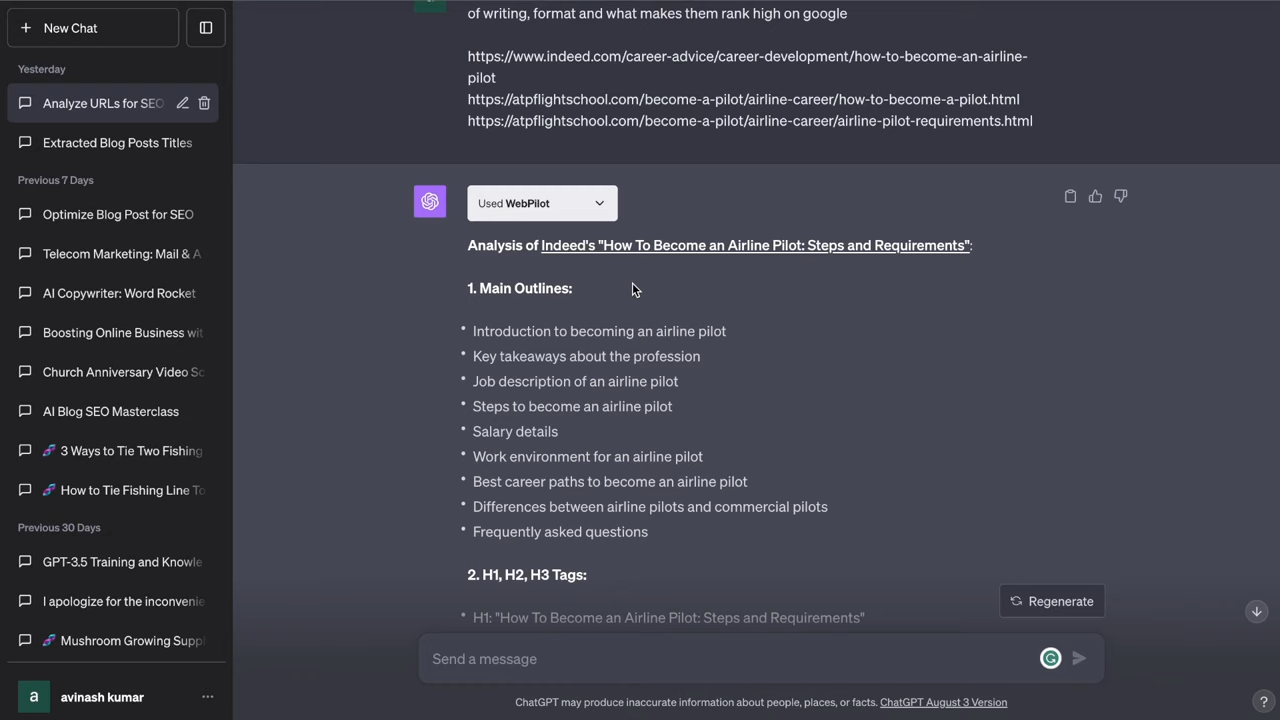 New Chat
Yesterday
Analyze URLs for SEO
Extracted Blog Posts Titles
Previous 7 Days
Optimize Blog Post for SEO
Telecom Marketing: Mail & A
AI Copywriter: Word Rocket
Boosting Online Business wit
Church Anniversary Video Sc
AI Blog SEO Masterclass
3 Ways to Tie Two Fishing
How to Tie Fishing Line To
Previous 30 Days
GPT-3.5 Training and Knowle
I apologize for the inconvenie
Mushroom Growing Supp
a avinash kumar
of writing, format and what makes them rank high on google
https://www.indeed.com/career-advice/career-development/how-to-become-an-airline-
pilot
https://atpflightschool.com/become-a-pilot/airline-career/how-to-become-a-pilot.html
https://atpflightschool.com/become-a-pilot/airline-career/airline-pilot-requirements.html
Used WebPilot
Analysis of Indeed's "How To Become an Airline Pilot: Steps and Requirements":
1. Main Outlines:
• Introduction to becoming an airline pilot
• Key takeaways about the profession
• Job description of an airline pilot
• Steps to become an airline pilot
• Salary details
• Work environment for an airline pilot
• Best career paths to become an airline pilot
• Differences between airline pilots and commercial pilots
• Frequently asked questions
2. H1, H2, H3 Tags:
• H1: "How To Become an Airline Pilot: Steps and Requirements"
Regenerate
Send a message
ChatGPT may produce inaccurate information about people, places, or facts. ChatGPT August 3 Version
?